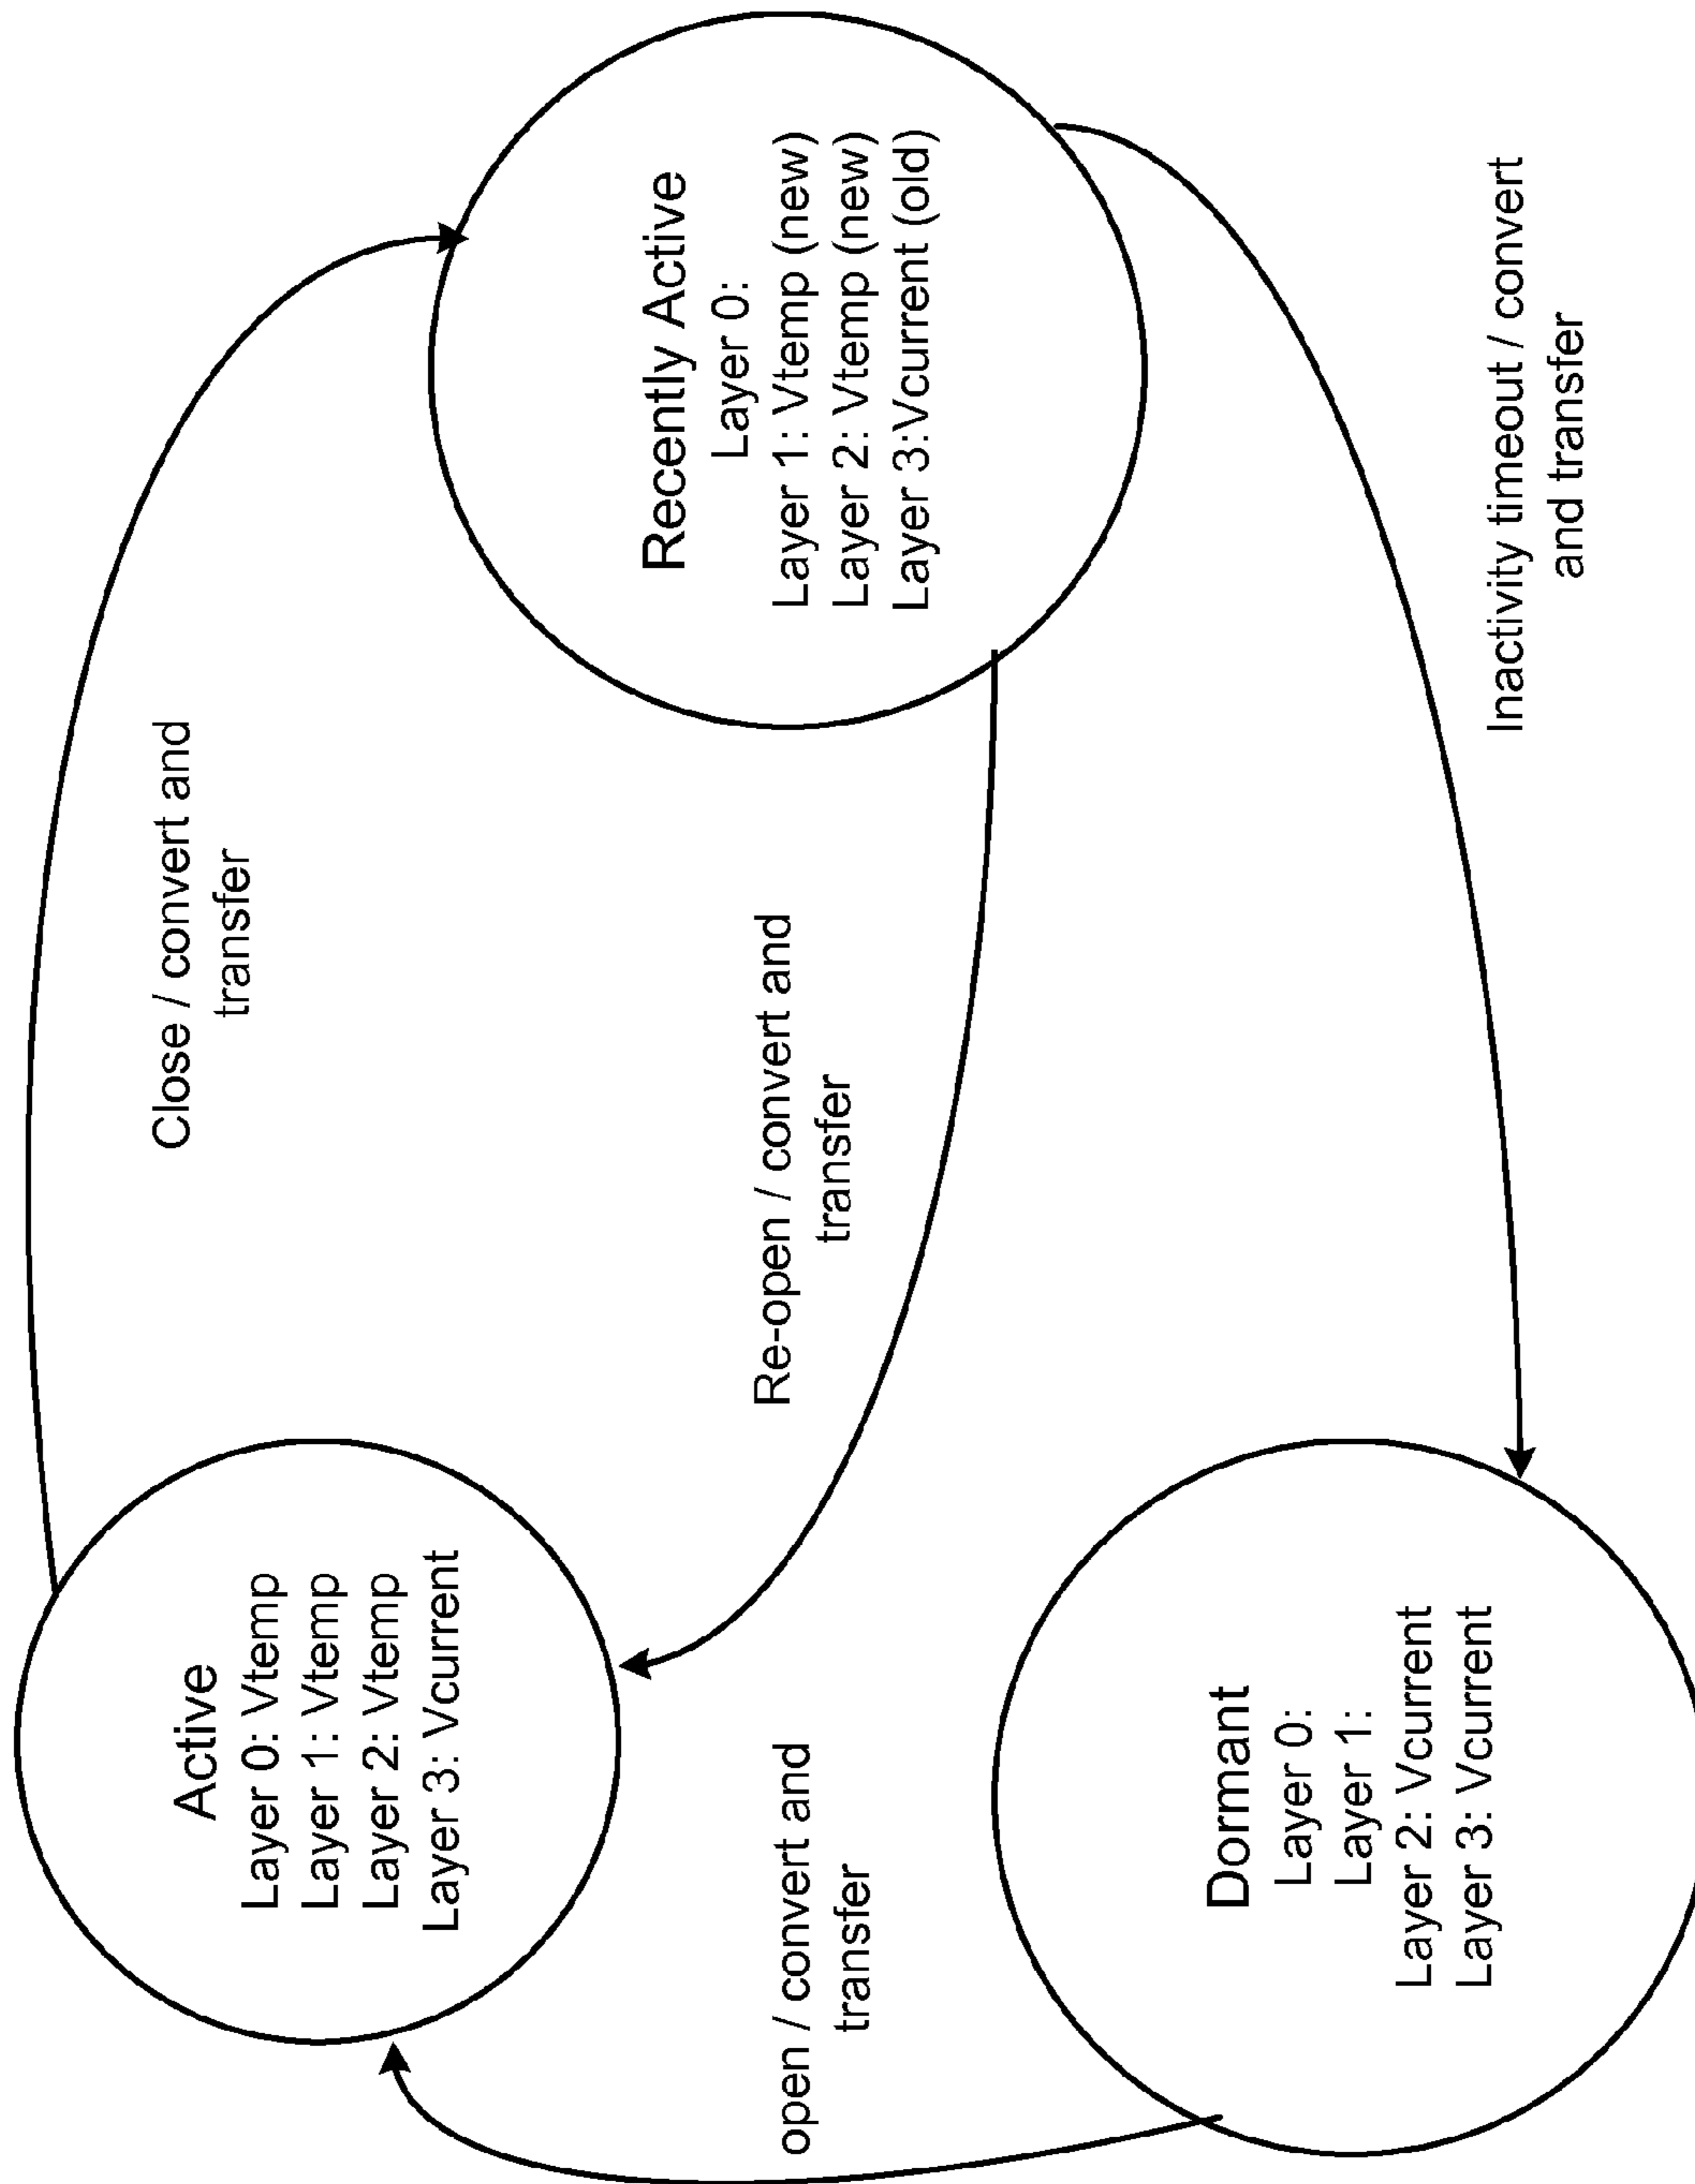 Active
Layer 0: Vtemp
Layer 1: Vtemp
Layer 2: Vtemp
Layer 3: Vcurrent
Close / convert and
transfer
Recently Active
Layer 0:
Layer 1: Vtemp (new)
Layer 2: Vtemp (new)
Layer 3:Vcurrent (old)
Re-open / convert and
transfer
open / convert and
transfer
Dormant
Layer 0:
Layer 1:
Layer 2: Vcurrent
Layer 3: Vcurrent
Inactivity timeout / convert
and transfer